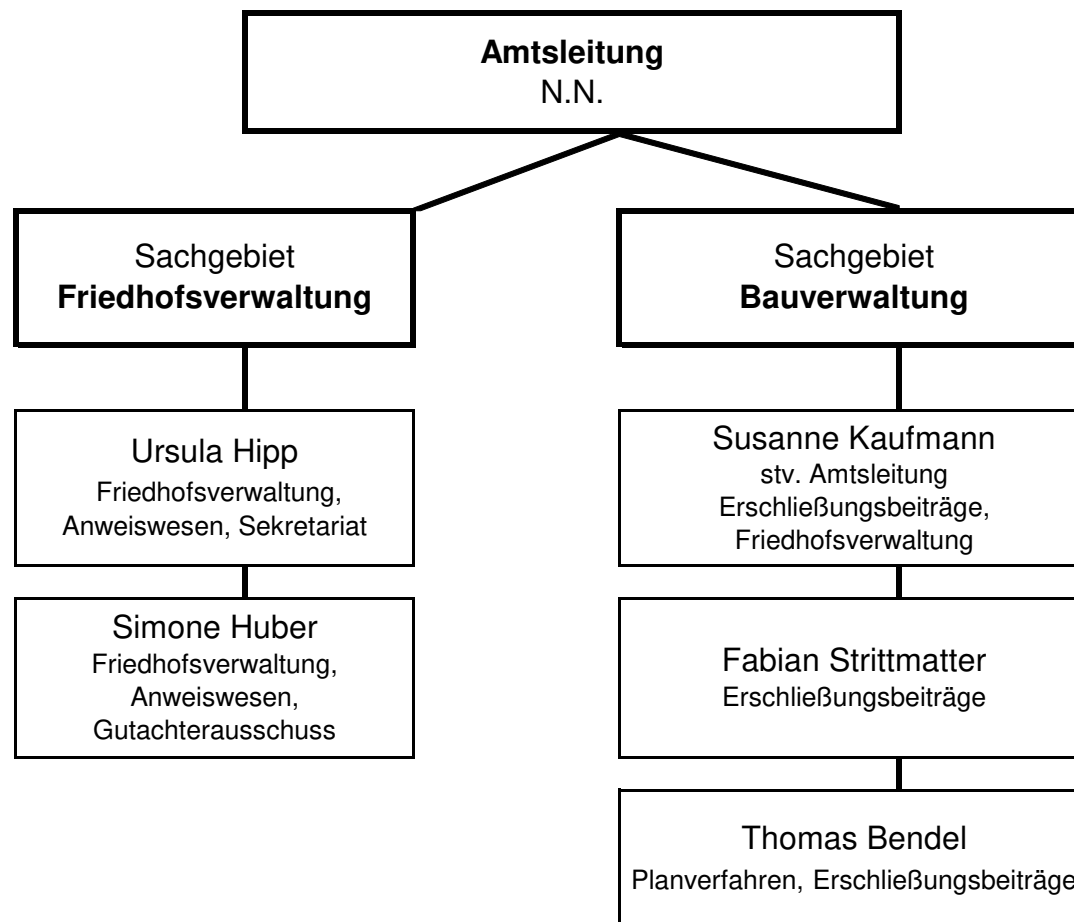 Amtsleitung
N.N.
Sachgebiet
Friedhofsverwaltung
Ursula Hipp
Friedhofsverwaltung,
Anweiswesen, Sekretariat
Simone Huber
Friedhofsverwaltung,
Anweiswesen,
Gutachterausschuss
Sachgebiet
Bauverwaltung
Susanne Kaufmann
stv. Amtsleitung
Erschließungsbeiträge,
Friedhofsverwaltung
Fabian Strittmatter
Erschließungsbeiträge
Thomas Bendel
Planverfahren, Erschließungsbeiträge